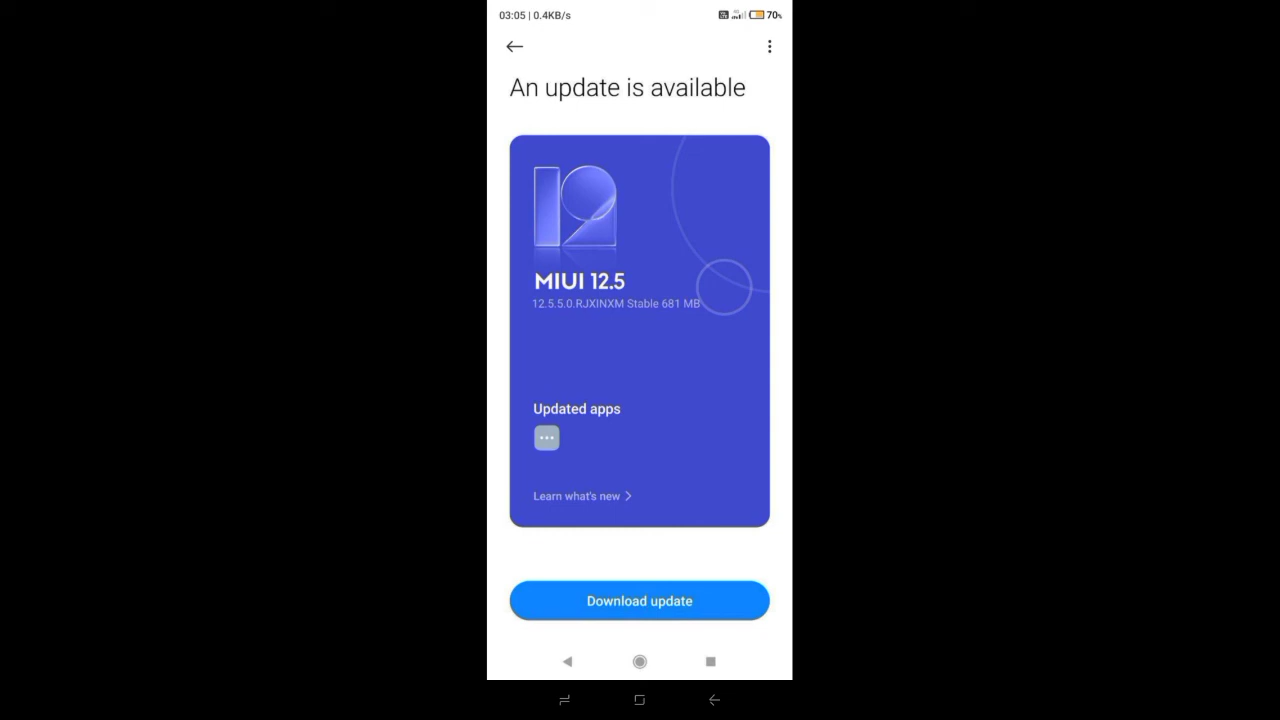 03:05 | 0.4KB/s
70%
An update is available
12
MIUI 12.5
12.5.5.0.RJXINXM Stable 681 MB
Updated apps
Learn what's new
Download update